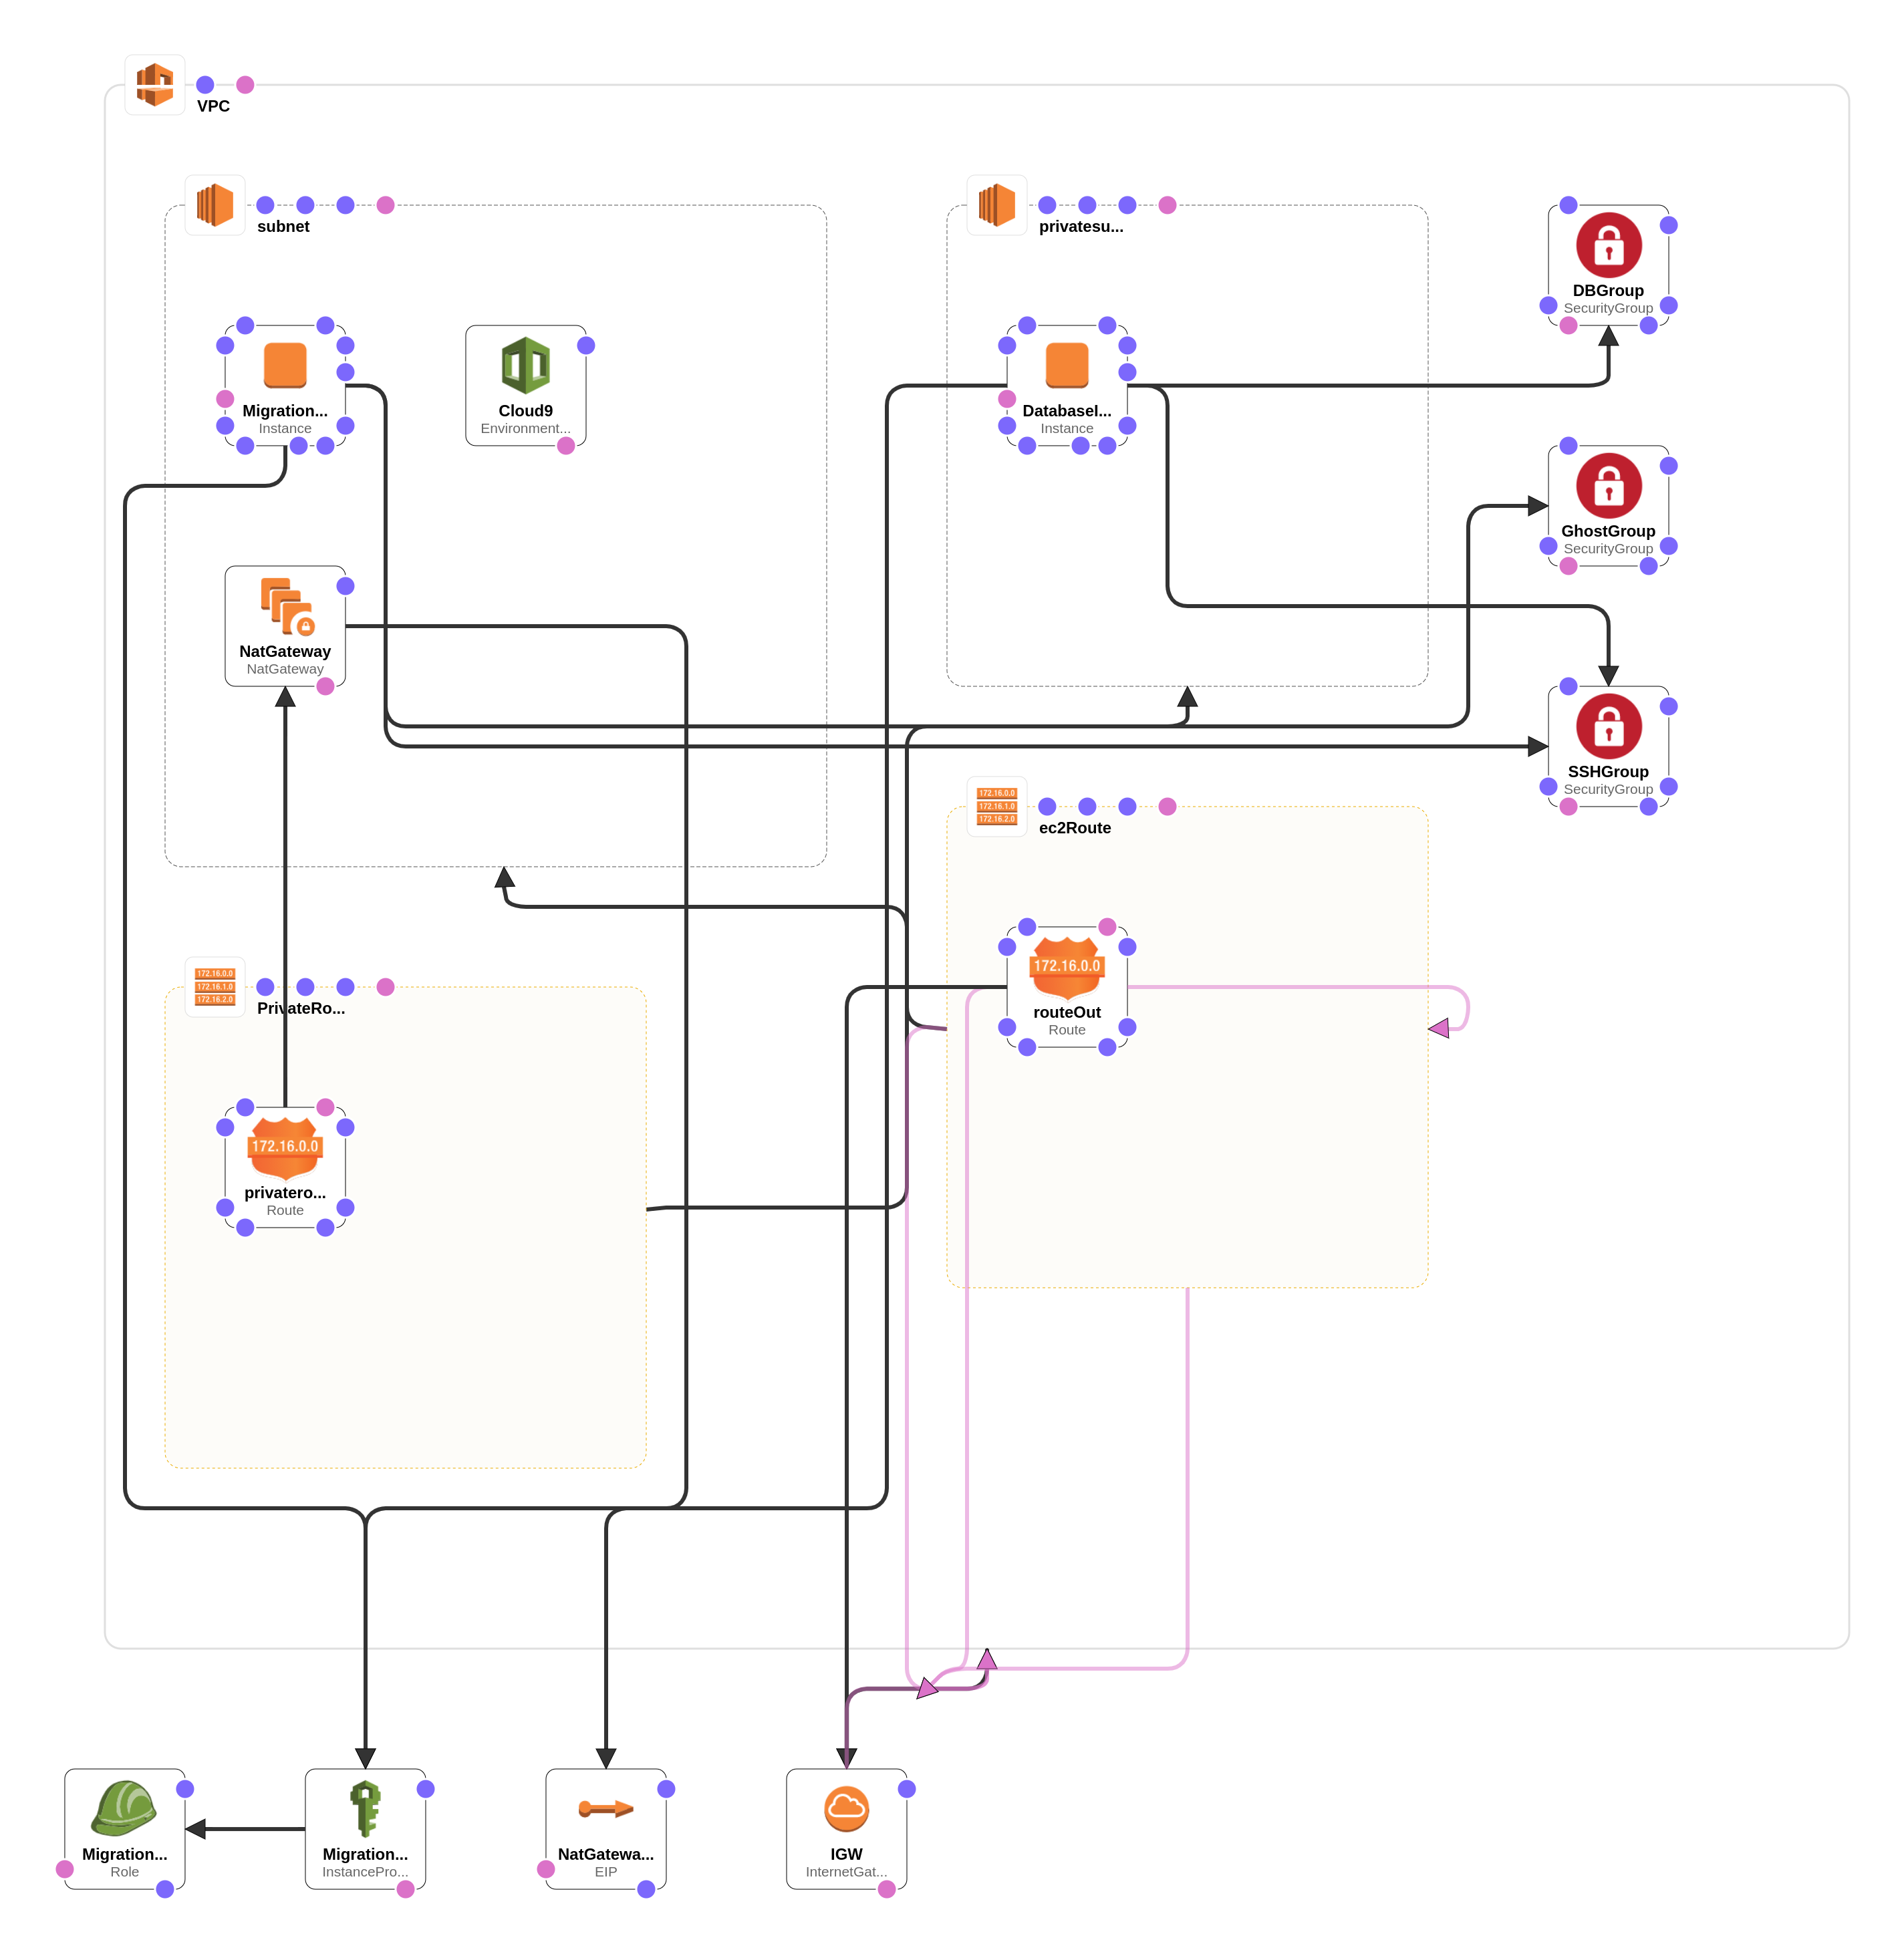 VPC
subnet
privatesu...
DBGroup
SecurityGroup
Migration...
Instance
Cloud9
Environment...
DatabaseI...
Instance
GhostGroup
SecurityGroup
NatGateway
NatGateway
SSHGroup
SecurityGroup
172.16.0.0
172.16.1.0
172.16.2.0
ec2Route
172.16.0.0
routeOut
Route
172.16.0.0
172.16.1.0
172.16.2.0
PrivateRo...
172.16.0.0
privatero...
Route
Migration...
Role
Migration...
InstancePro...
NatGatewa...
EIP
IGW
InternetGat...